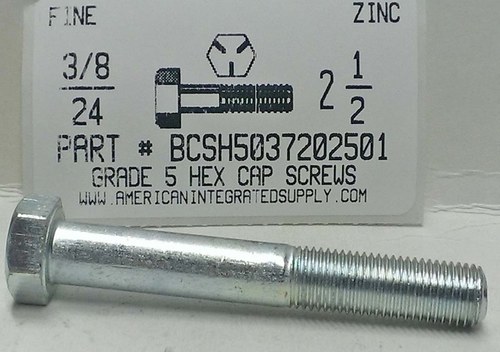 FINE ZINC
3/8
24
2 1/2
PART # BCSH5037202501
GRADE 5 HEX CAP SCREWS
WWW.AMERICANINTEGRATEDSUPPLY.COM